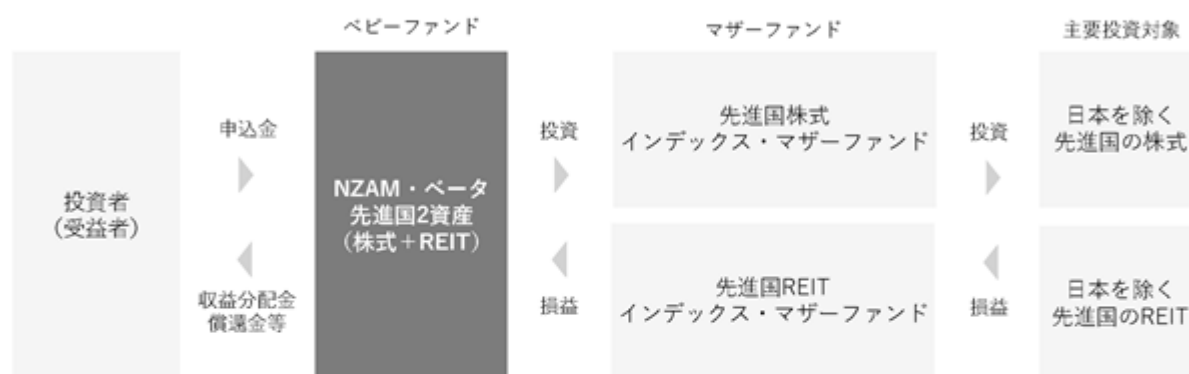 ベビーファンド
マザーファンド
主要投資対象
投資者
(受益者)
申込金
収益分配金
償還金等
NZAM・ベータ
先進国2資産
(株式+REIT)
投資
損益
先進国株式
インデックス・マザーファンド
先進国REIT
インデックス・マザーファンド
投資
損益
日本を除く
先進国の株式
日本を除く
先進国のREIT